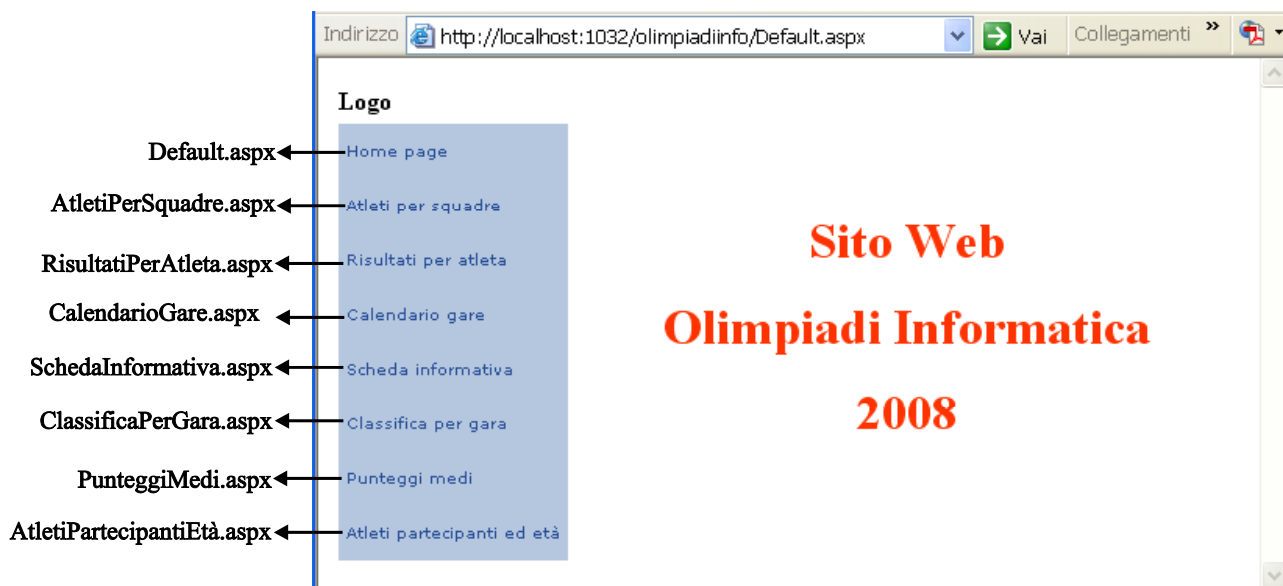 Indirizzo http://localhost:1032/olimpiadiinfo/Default.aspx Vai Collegamenti »
Logo
Default.aspx Home page
AtletiPerSquadre.aspx Atleti per squadre
RisultatiPerAtleta.aspx Risultati per atleta
CalendarioGare.aspx Calendario gare
SchedaInformativa.aspx Scheda informativa
ClassificaPerGara.aspx Classifica per gara
PunteggiMedi.aspx Punteggi medi
AtletiPartecipantiEtà.aspx Atleti partecipanti ed età
Sito Web
Olimpiadi Informatica
2008